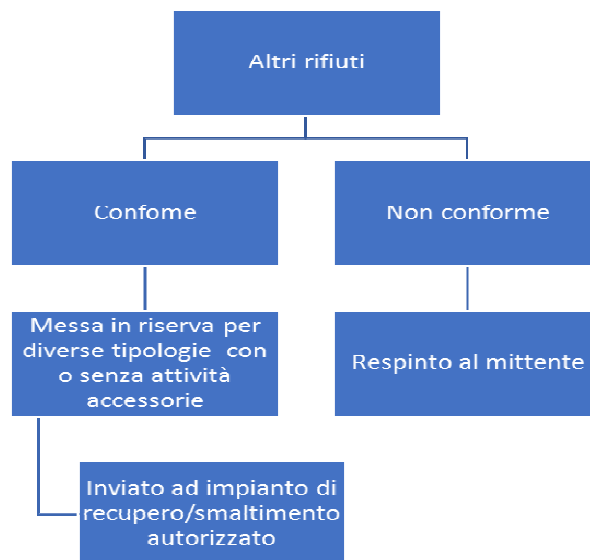 Altri rifiuti
Confome
Non conforme
Messa in riserva per
diverse tipologie con
o senza attività
accessorie
Respinto al mittente
Inviato ad impianto di
recupero/smaltimento
autorizzato